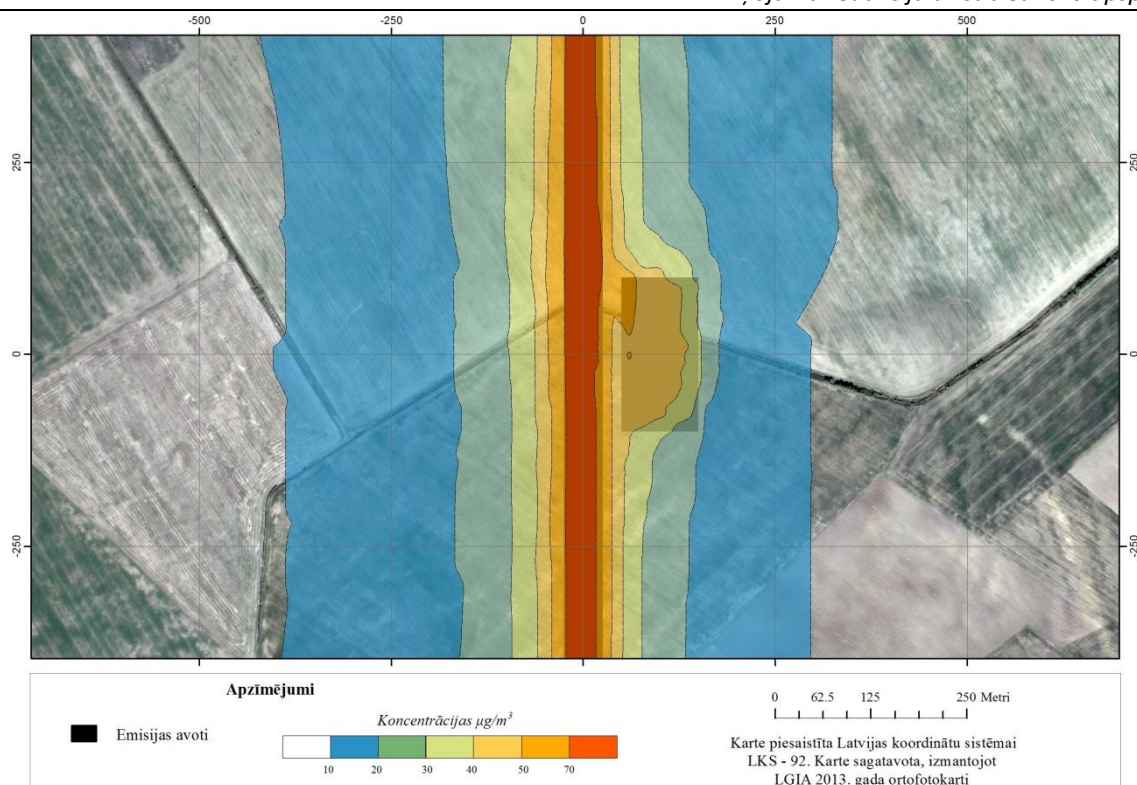 -500 -250 0 250 500
250 250
0 0
-250 -250
-500 -250 0 250 500
Apzīmējumi
Emisijas avoti
Koncentrācijas µg/m³
10 20 30 40 50 70
0 62.5 125 250 Metri
Karte piesaistīta Latvijas koordinātu sistēmai
LKS - 92. Karte sagatavota, izmantojot
LGIA 2013. gada ortofotokarti